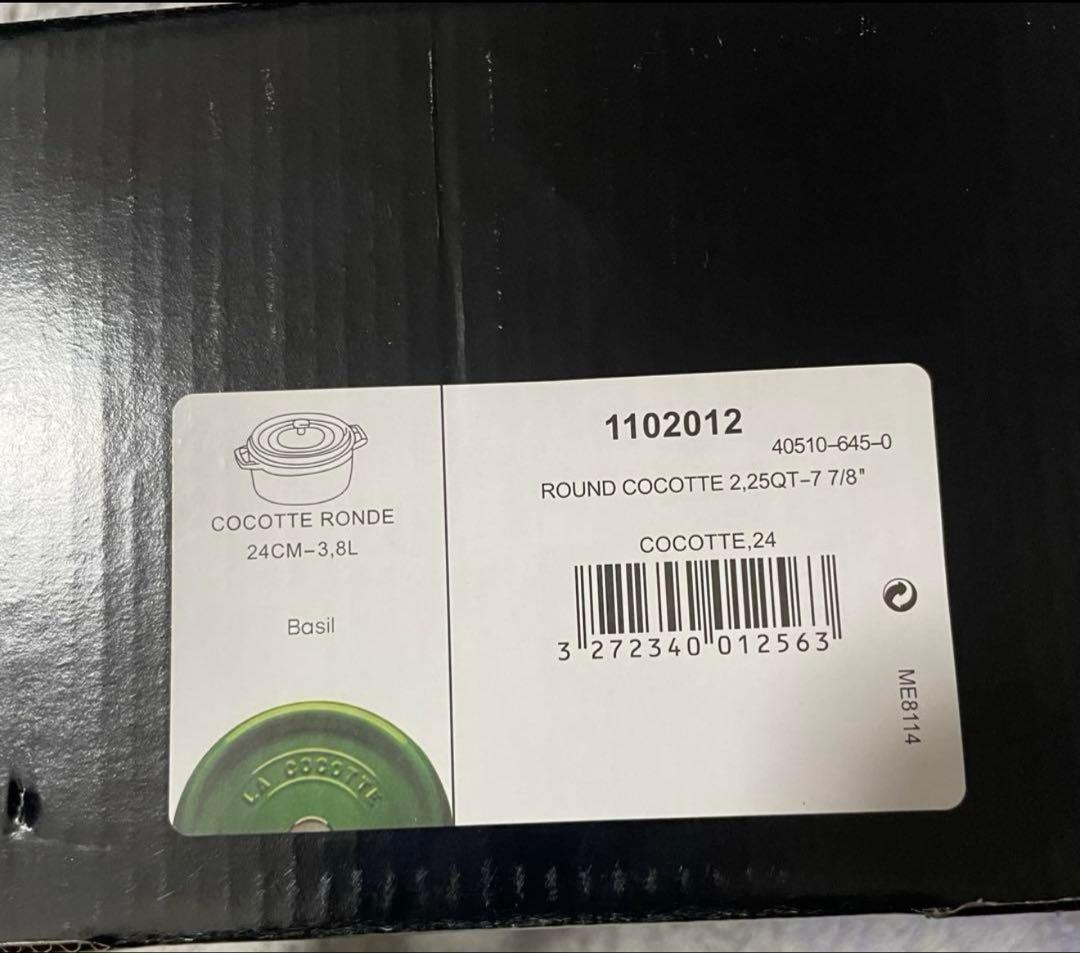 COCOTTE RONDE
24CM–3,8L
Basil
LA COCOTTE
1102012
40510–645–0
ROUND COCOTTE 2,25QT–7 7/8"
COCOTTE,24
3 272340 012563
ME8114